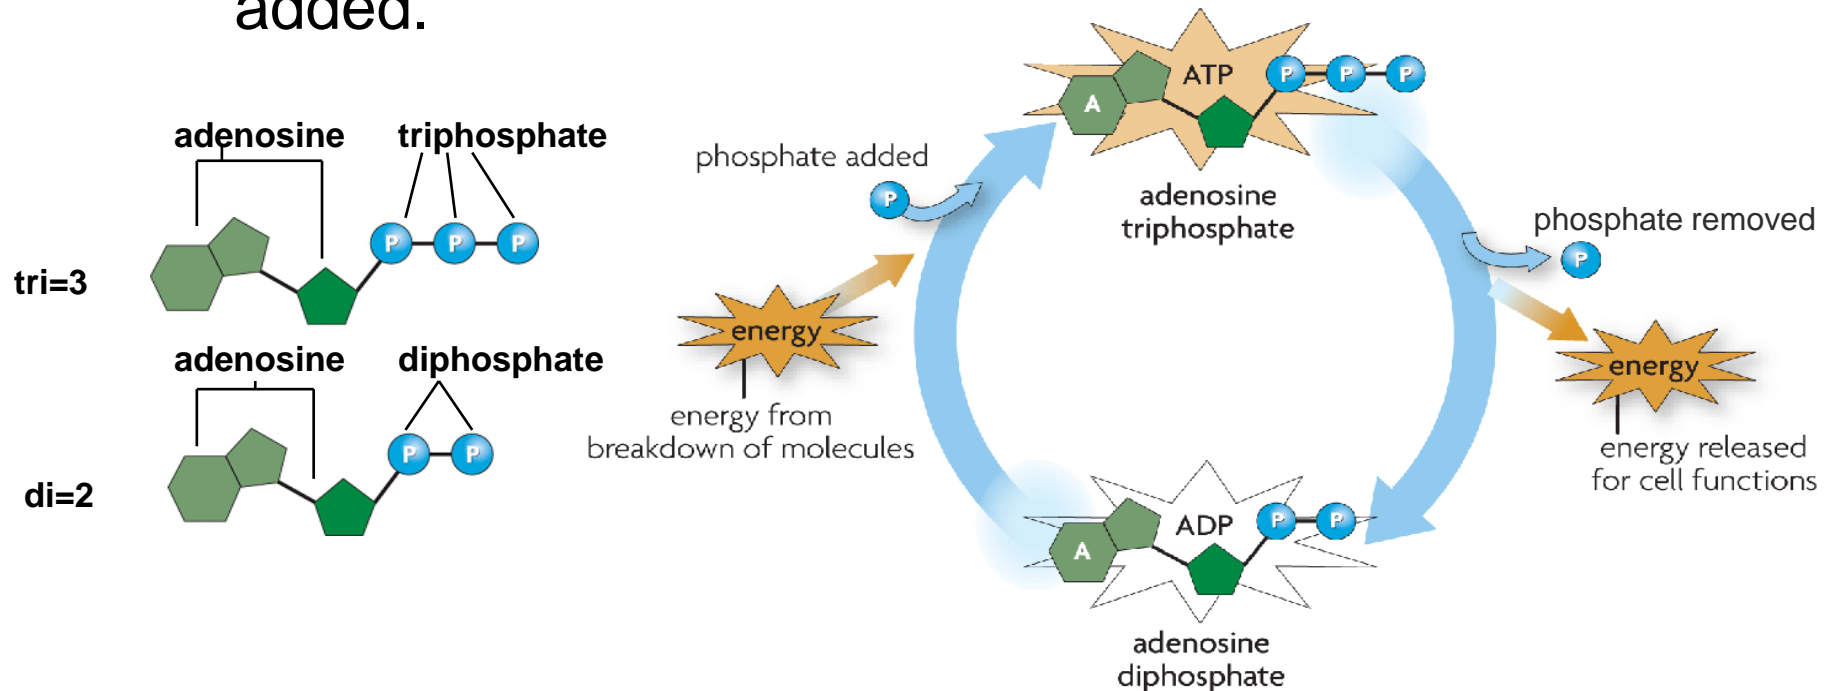 added.
adenosine triphosphate
P P P
tri=3
adenosine diphosphate
P P
di=2
ATP
A
P P P
adenosine
triphosphate
phosphate added
P
energy
energy from
breakdown of molecules
phosphate removed
P
energy
energy released
for cell functions
ADP
A
P P
adenosine
diphosphate